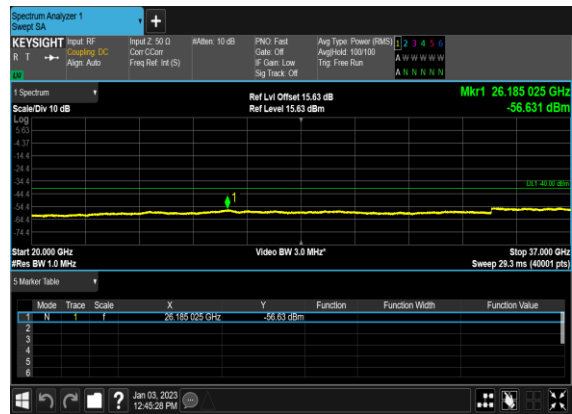 Spectrum Analyzer 1
Swept SA
+
KEYSIGHT Input: RF Input Z: 50 Ω #Atten: 10 dB PNO: Fast Avg Type: Power (RMS) 1 2 3 4 5 6
R T Coupling: DC Corr CCorr Gate: Off Avg|Hold: 100/100 A W W W W W
Align: Auto Freq Ref: Int (S) IF Gain: Low Trig: Free Run
Sig Track: Off A N N N N N
1 Spectrum
Scale/Div 10 dB
Ref Lvl Offset 15.63 dB
Ref Level 15.63 dBm
Mkr1 26.185 025 GHz
-56.631 dBm
Log
5.63
-4.37
-14.4
-24.4
-34.4
DL1 -40.00 dBm
-44.4
1
-54.4
-64.4
-74.4
Start 20.000 GHz Video BW 3.0 MHz* Stop 37.000 GHz
#Res BW 1.0 MHz Sweep 29.3 ms (40001 pts)
5 Marker Table
Mode Trace Scale X Y Function Function Width Function Value
1 N 1 f 26.185 025 GHz -56.63 dBm
2
3
4
5
6
? Jan 03, 2023
12:45:28 PM